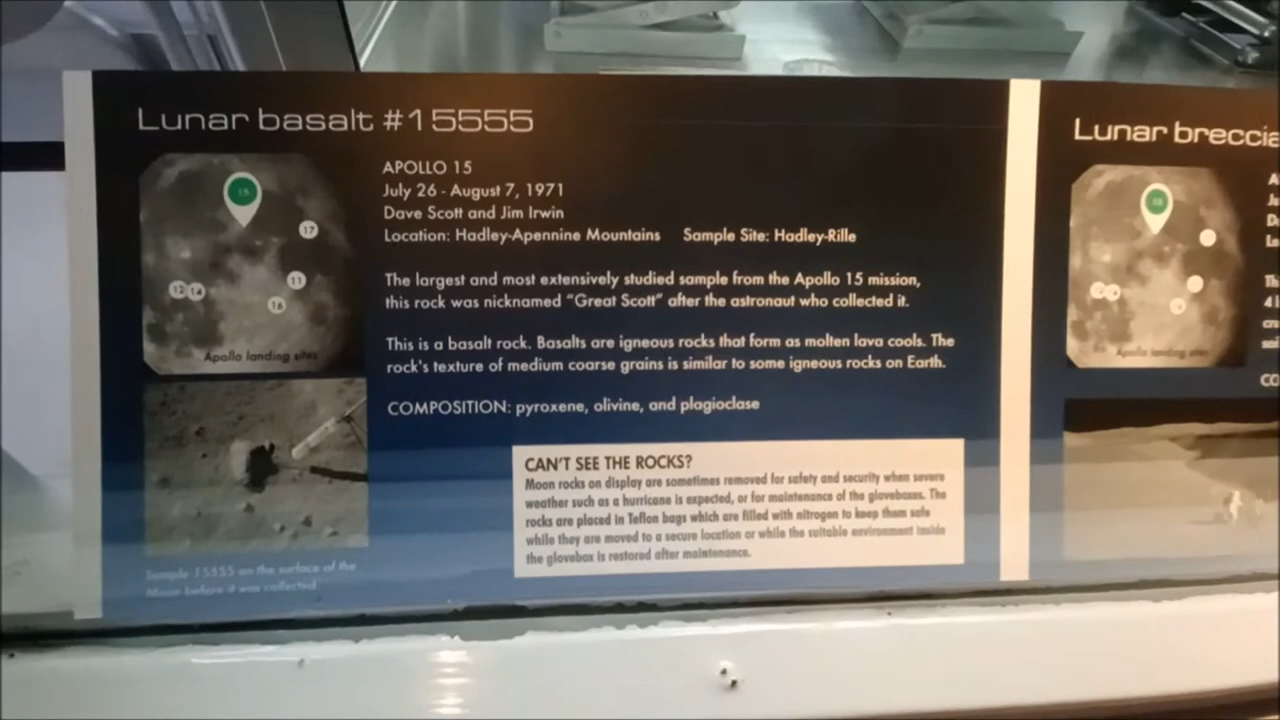 Lunar basalt #15555
15
17
11
12
14
16
Apollo landing sites
APOLLO 15
July 26 - August 7, 1971
Dave Scott and Jim Irwin
Location: Hadley-Apennine Mountains Sample Site: Hadley-Rille
The largest and most extensively studied sample from the Apollo 15 mission,
this rock was nicknamed “Great Scott” after the astronaut who collected it.
This is a basalt rock. Basalts are igneous rocks that form as molten lava cools. The
rock's texture of medium coarse grains is similar to some igneous rocks on Earth.
COMPOSITION: pyroxene, olivine, and plagioclase
CAN'T SEE THE ROCKS?
Moon rocks on display are sometimes removed for safety and security when severe
weather such as a hurricane is expected, or for maintenance of the gloveboxes. The
rocks are placed in Teflon bags which are filled with nitrogen to keep them safe
while they are moved to a secure location or while the suitable environment inside
the glovebox is restored after maintenance.
Sample 15555 on the surface of the
Moon before it was collected
Lunar breccia
Apollo landing sites